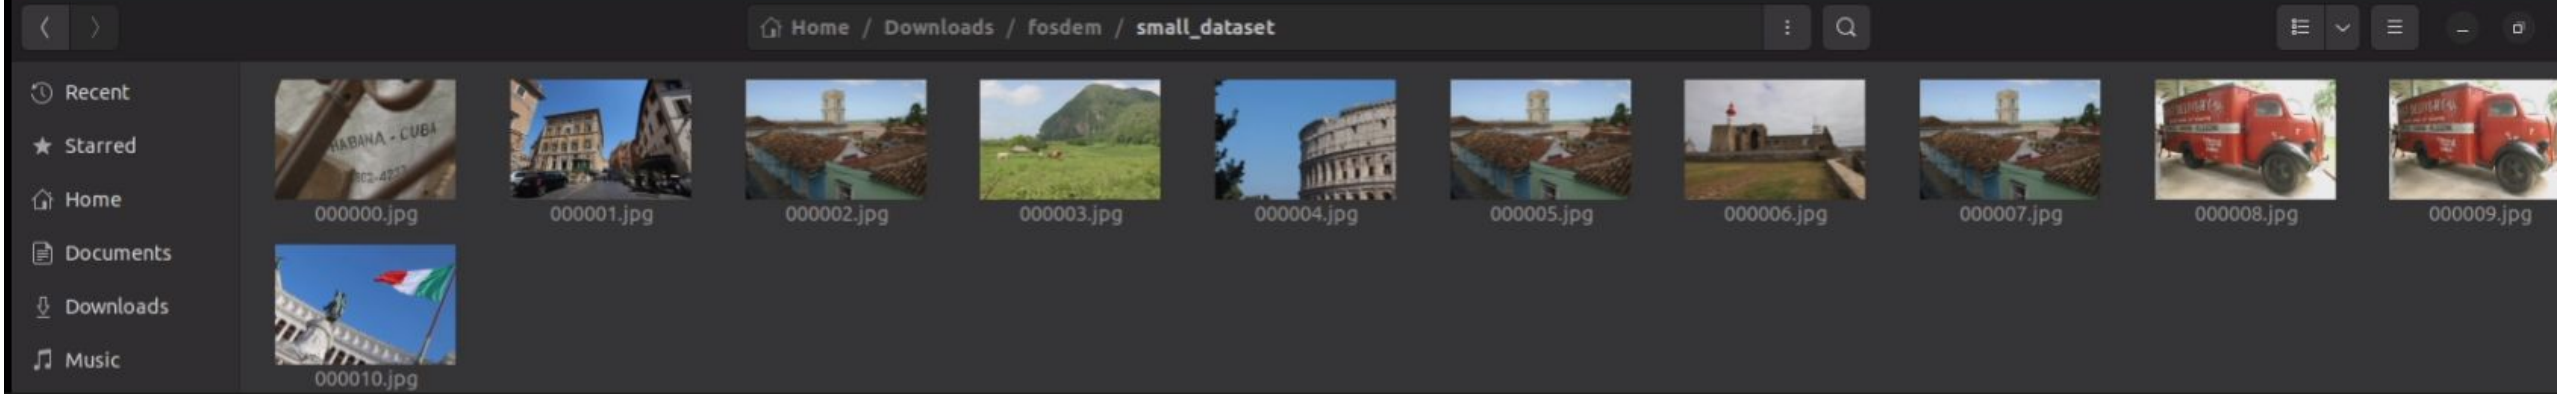 Home / Downloads / fosdem / small_dataset
Recent
Starred
Home
Documents
Downloads
Music
HABANA - CUBA
000000.jpg
000001.jpg
000002.jpg
000003.jpg
000004.jpg
000005.jpg
000006.jpg
000007.jpg
000008.jpg
000009.jpg
000010.jpg